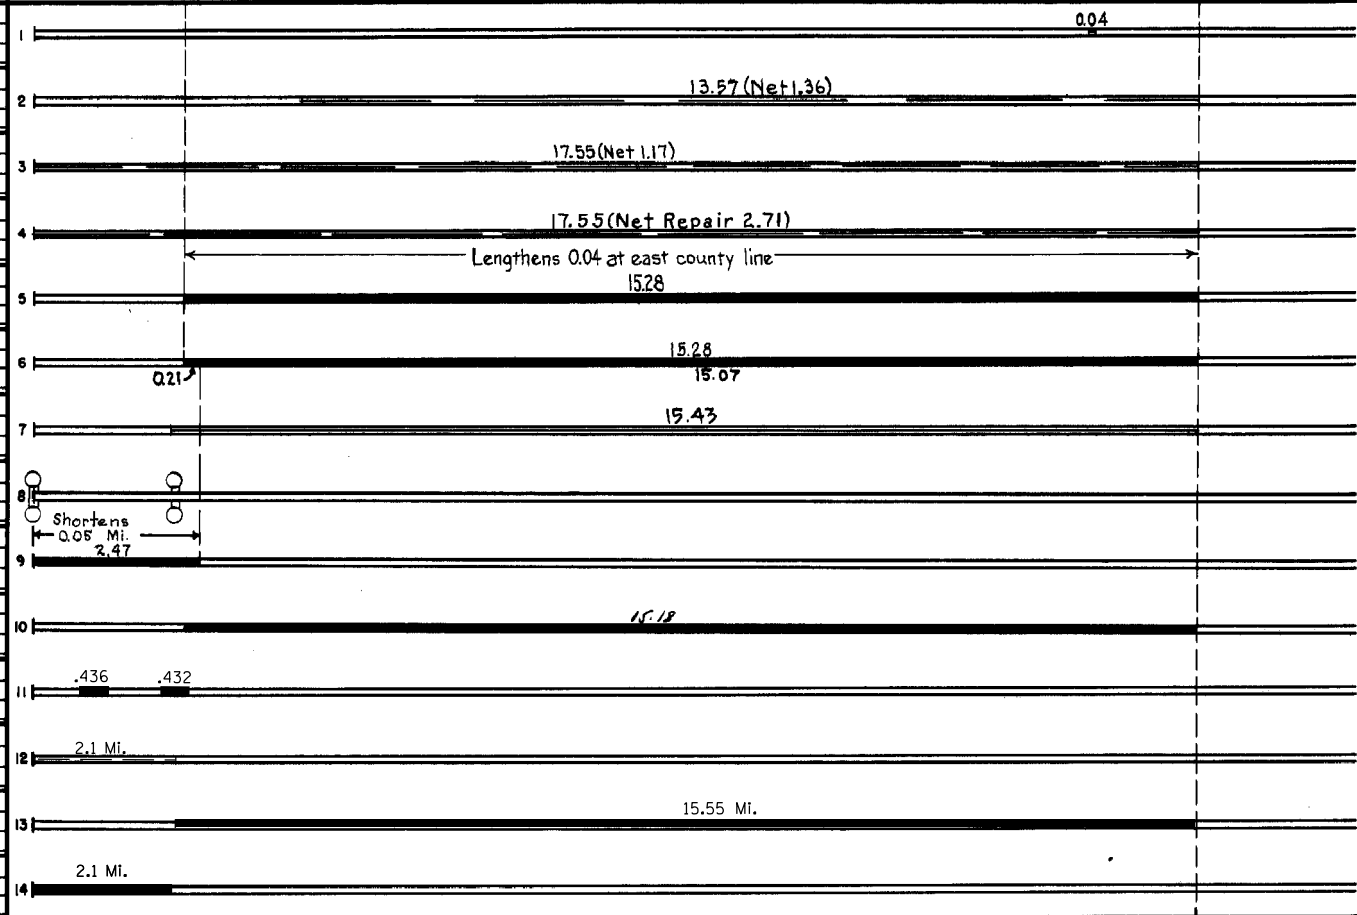 0.04
1
13.57 (Net 1.36)
2
17.55 (Net 1.17)
3
17.55 (Net Repair 2.71)
4
Lengthens 0.04 at east county line
15.28
5
15.28
6
0.21
15.07
15.43
7
8
Shortens
0.05 Mi.
2.47
9
15.18
10
.436 .432
11
2.1 Mi.
12
15.55 Mi.
13
2.1 Mi.
14